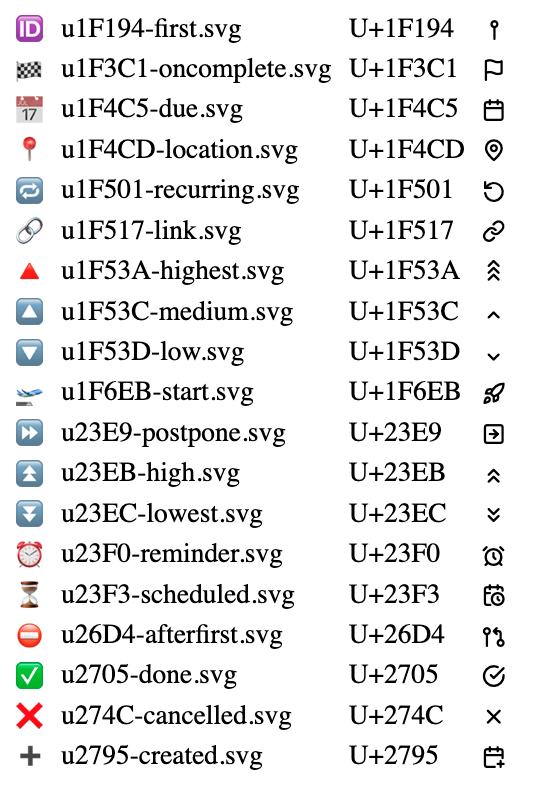 🆔 u1F194-first.svg U+1F194
🏁 u1F3C1-oncomplete.svg U+1F3C1
📅 u1F4C5-due.svg U+1F4C5
📍 u1F4CD-location.svg U+1F4CD
🔁 u1F501-recurring.svg U+1F501
🔗 u1F517-link.svg U+1F517
🔺 u1F53A-highest.svg U+1F53A
🔼 u1F53C-medium.svg U+1F53C
🔽 u1F53D-low.svg U+1F53D
🛫 u1F6EB-start.svg U+1F6EB
⏩ u23E9-postpone.svg U+23E9
⏫ u23EB-high.svg U+23EB
⏬ u23EC-lowest.svg U+23EC
⏰ u23F0-reminder.svg U+23F0
⏳ u23F3-scheduled.svg U+23F3
⛔ u26D4-afterfirst.svg U+26D4
✅ u2705-done.svg U+2705
❌ u274C-cancelled.svg U+274C
➕ u2795-created.svg U+2795